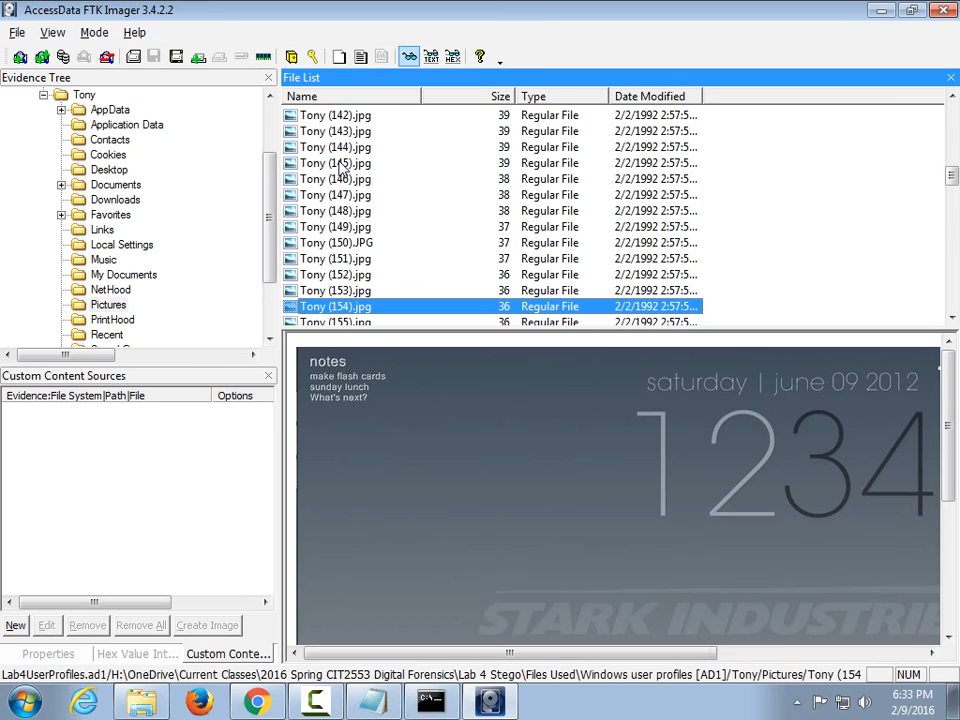 AccessData FTK Imager 3.4.2.2
File View Mode Help
Evidence Tree
File List
Tony
AppData
Application Data
Contacts
Cookies
Desktop
Documents
Downloads
Favorites
Links
Local Settings
Music
My Documents
NetHood
Pictures
PrintHood
Recent
Name Size Type Date Modified
Tony (142).jpg 39 Regular File 2/2/1992 2:57:5...
Tony (143).jpg 39 Regular File 2/2/1992 2:57:5...
Tony (144).jpg 39 Regular File 2/2/1992 2:57:5...
Tony (145).jpg 39 Regular File 2/2/1992 2:57:5...
Tony (146).jpg 38 Regular File 2/2/1992 2:57:5...
Tony (147).jpg 38 Regular File 2/2/1992 2:57:5...
Tony (148).jpg 38 Regular File 2/2/1992 2:57:5...
Tony (149).jpg 37 Regular File 2/2/1992 2:57:5...
Tony (150).JPG 37 Regular File 2/2/1992 2:57:5...
Tony (151).jpg 37 Regular File 2/2/1992 2:57:5...
Tony (152).jpg 36 Regular File 2/2/1992 2:57:5...
Tony (153).jpg 36 Regular File 2/2/1992 2:57:5...
Tony (154).jpg 36 Regular File 2/2/1992 2:57:5...
Tony (155).jpg 36 Regular File 2/2/1992 2:57:5...
Custom Content Sources
Evidence:File System|Path|File Options
New Edit Remove Remove All Create Image
Properties Hex Value Int... Custom Conte...
notes
make flash cards
sunday lunch
What's next?
saturday | june 09 2012
1234
STARK INDUSTRIE
Lab4UserProfiles.ad1/H:\OneDrive\Current Classes\2016 Spring CIT2553 Digital Forensics\Lab 4 Stego\Files Used\Windows user profiles [AD1]/Tony/Pictures/Tony (154 NUM
6:33 PM
2/9/2016